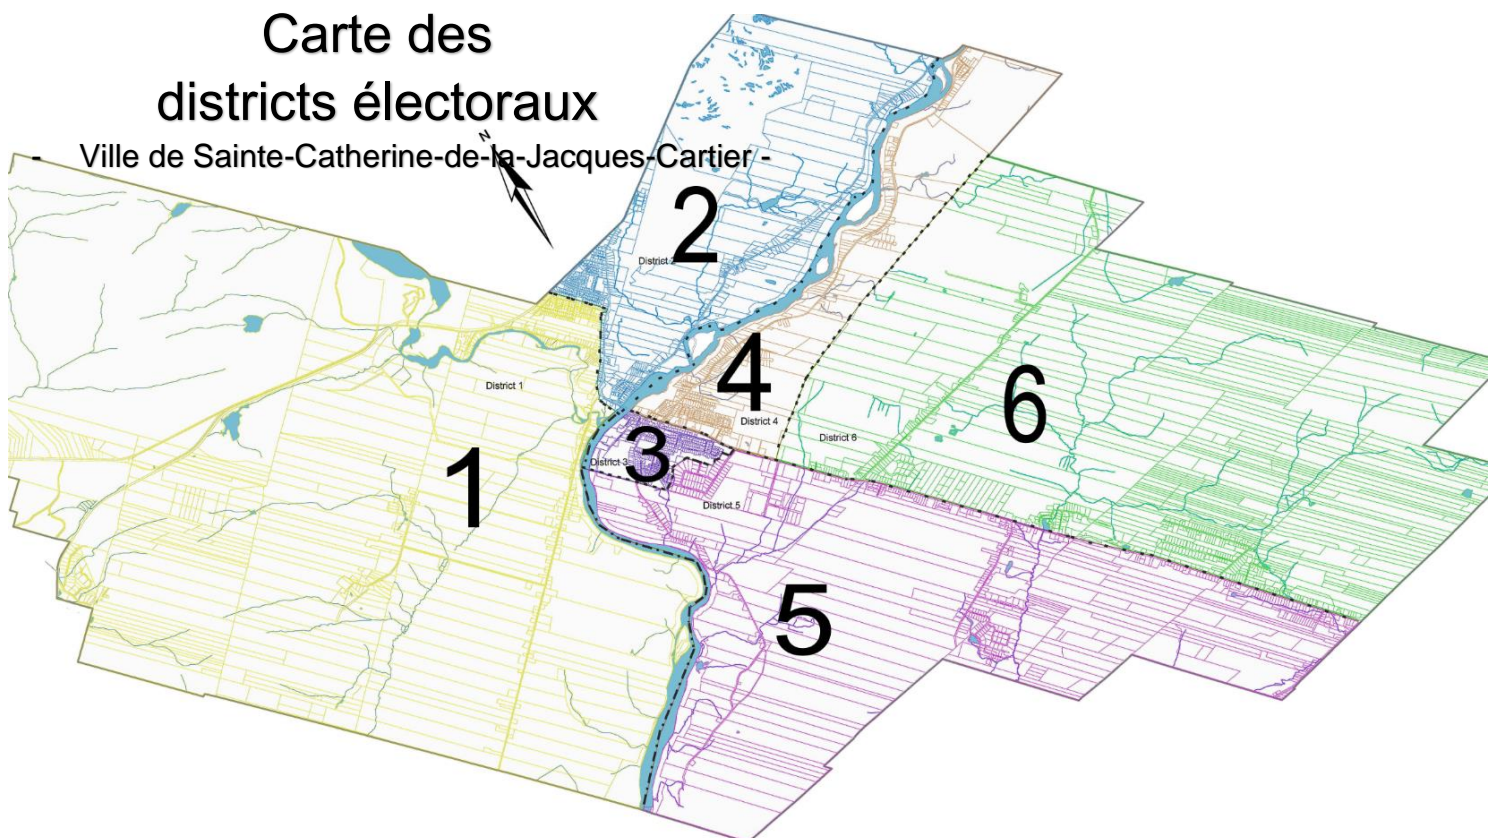 Carte des
districts électoraux
- Ville de Sainte-Catherine-de-la-Jacques-Cartier -
N
2
District 2
4
District 4
6
District 6
District 1
1
3
District 3
District 5
5